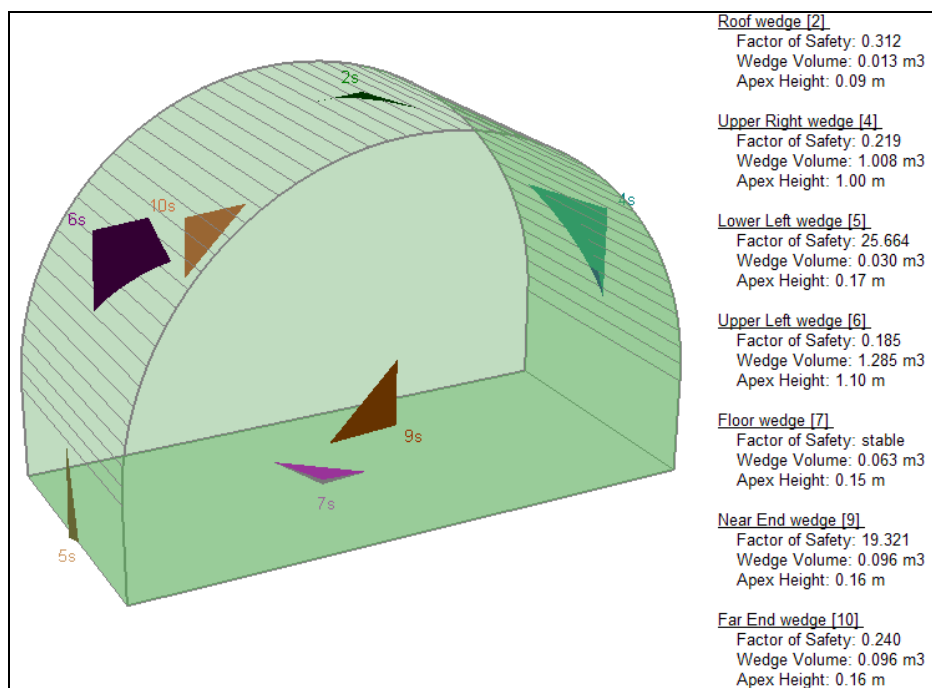 2s
6s
10s
4s
9s
7s
5s
Roof wedge [2]
Factor of Safety: 0.312
Wedge Volume: 0.013 m3
Apex Height: 0.09 m
Upper Right wedge [4]
Factor of Safety: 0.219
Wedge Volume: 1.008 m3
Apex Height: 1.00 m
Lower Left wedge [5]
Factor of Safety: 25.664
Wedge Volume: 0.030 m3
Apex Height: 0.17 m
Upper Left wedge [6]
Factor of Safety: 0.185
Wedge Volume: 1.285 m3
Apex Height: 1.10 m
Floor wedge [7]
Factor of Safety: stable
Wedge Volume: 0.063 m3
Apex Height: 0.15 m
Near End wedge [9]
Factor of Safety: 19.321
Wedge Volume: 0.096 m3
Apex Height: 0.16 m
Far End wedge [10]
Factor of Safety: 0.240
Wedge Volume: 0.096 m3
Apex Height: 0.16 m